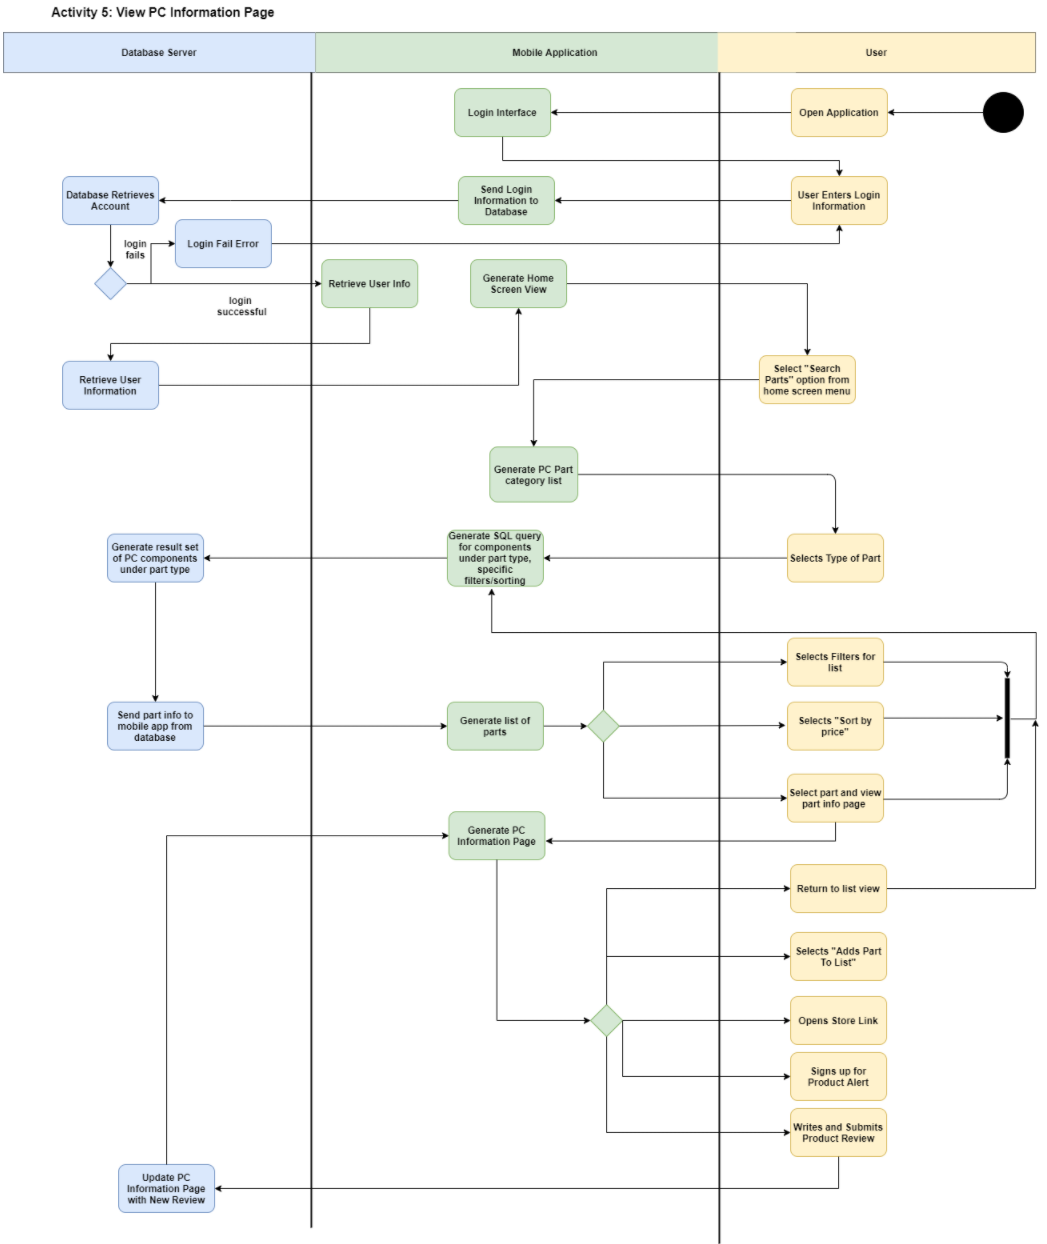 Activity 5: View PC Information Page
Database Server
Mobile Application
User
Login Interface
Open Application
Database Retrieves
Account
Send Login
Information to
Database
User Enters Login
Information
login
fails
Login Fail Error
login
successful
Retrieve User Info
Generate Home
Screen View
Retrieve User
Information
Select "Search
Parts" option from
home screen menu
Generate PC Part
category list
Generate result set
of PC components
under part type
Generate SQL query
for components
under part type,
specific
filters/sorting
Selects Type of Part
Selects Filters for
list
Send part info to
mobile app from
database
Generate list of
parts
Selects "Sort by
price"
Select part and view
part info page
Generate PC
Information Page
Return to list view
Selects "Adds Part
To List"
Opens Store Link
Signs up for
Product Alert
Writes and Submits
Product Review
Update PC
Information Page
with New Review